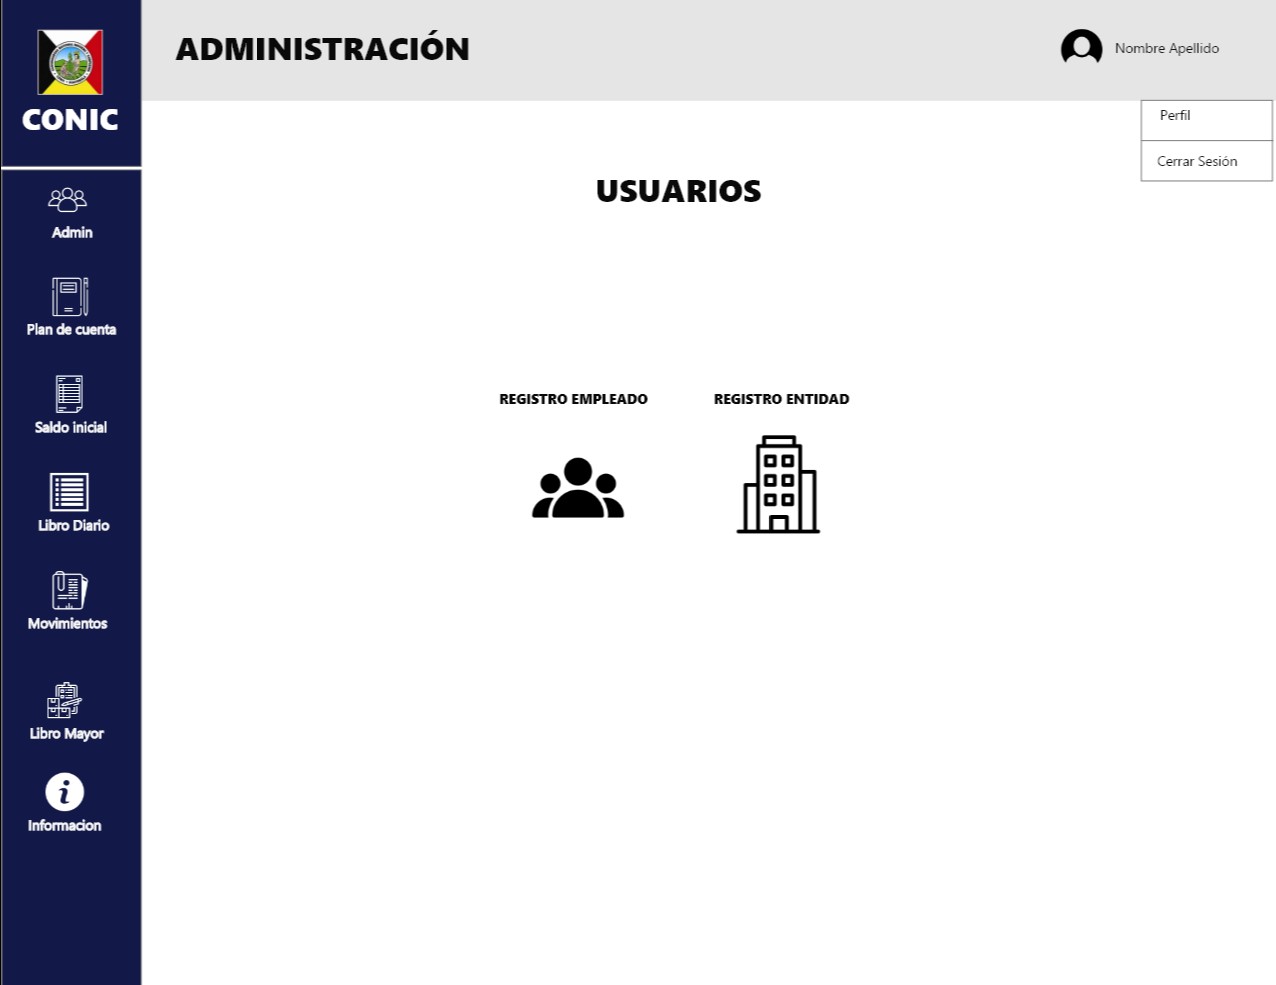 CONIC
ADMINISTRACIÓN
Nombre Apellido
Perfil
Cerrar Sesión
Admin
Plan de cuenta
Saldo inicial
Libro Diario
Movimientos
Libro Mayor
Informacion
USUARIOS
REGISTRO EMPLEADO
REGISTRO ENTIDAD